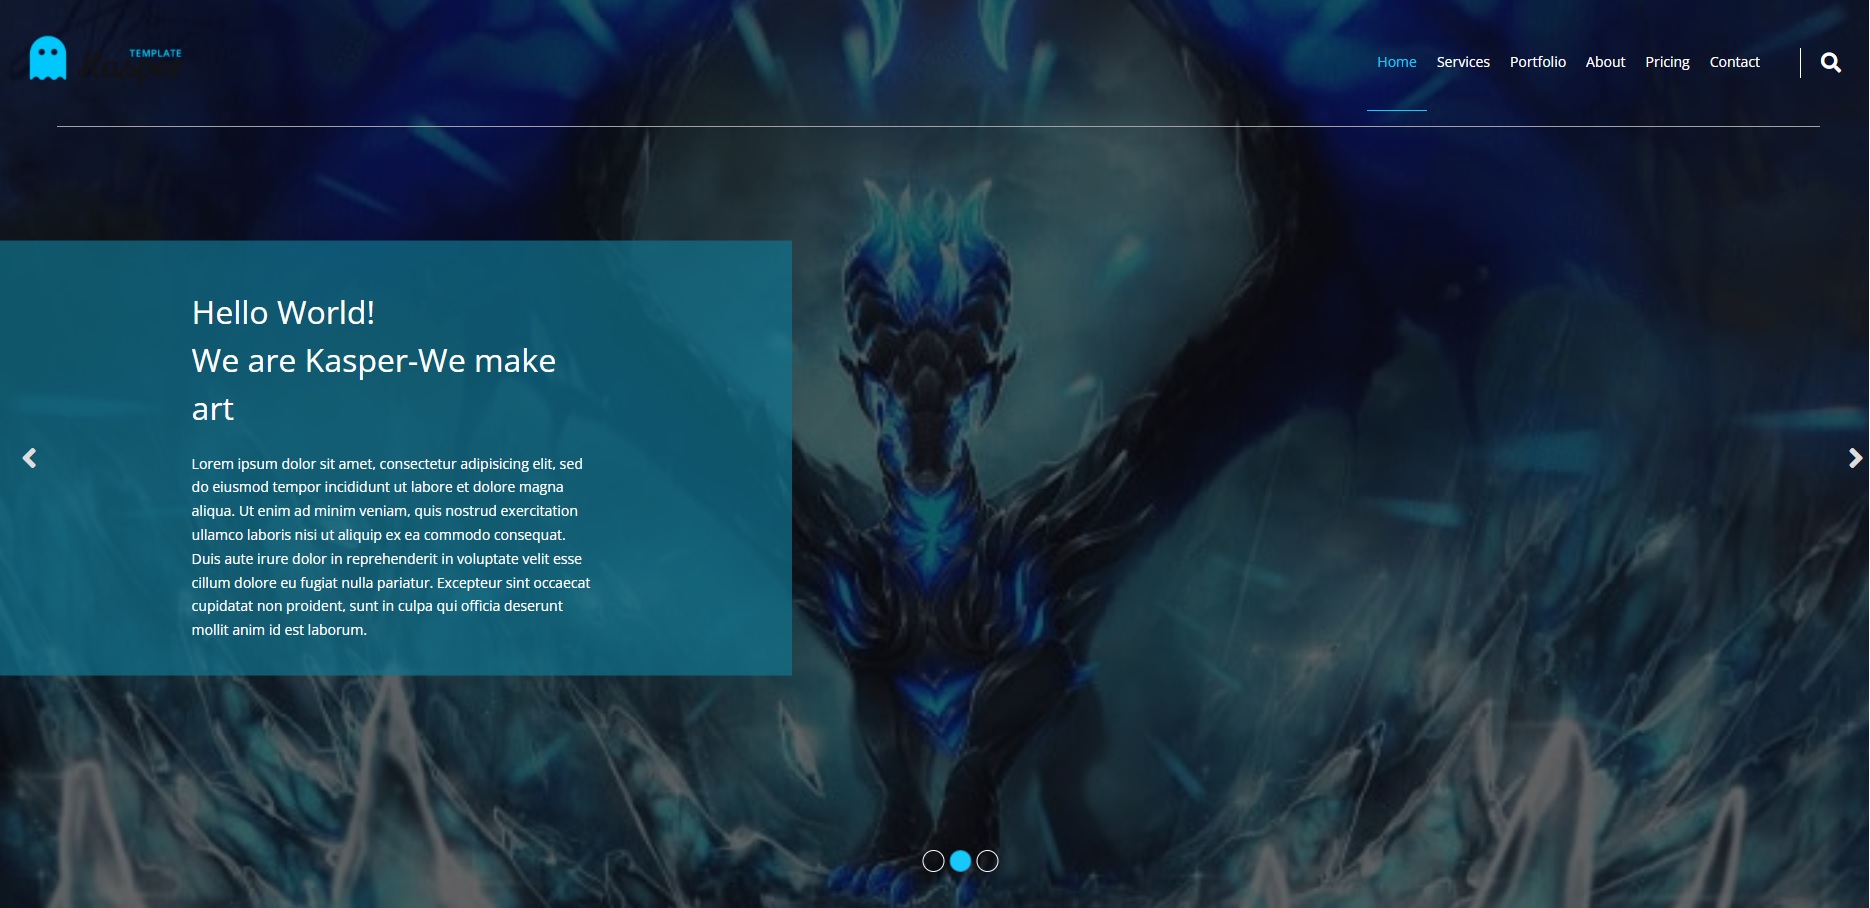 TEMPLATE
Kasper
Home Services Portfolio About Pricing Contact
Hello World!
We are Kasper-We make
art
Lorem ipsum dolor sit amet, consectetur adipisicing elit, sed
do eiusmod tempor incididunt ut labore et dolore magna
aliqua. Ut enim ad minim veniam, quis nostrud exercitation
ullamco laboris nisi ut aliquip ex ea commodo consequat.
Duis aute irure dolor in reprehenderit in voluptate velit esse
cillum dolore eu fugiat nulla pariatur. Excepteur sint occaecat
cupidatat non proident, sunt in culpa qui officia deserunt
mollit anim id est laborum.